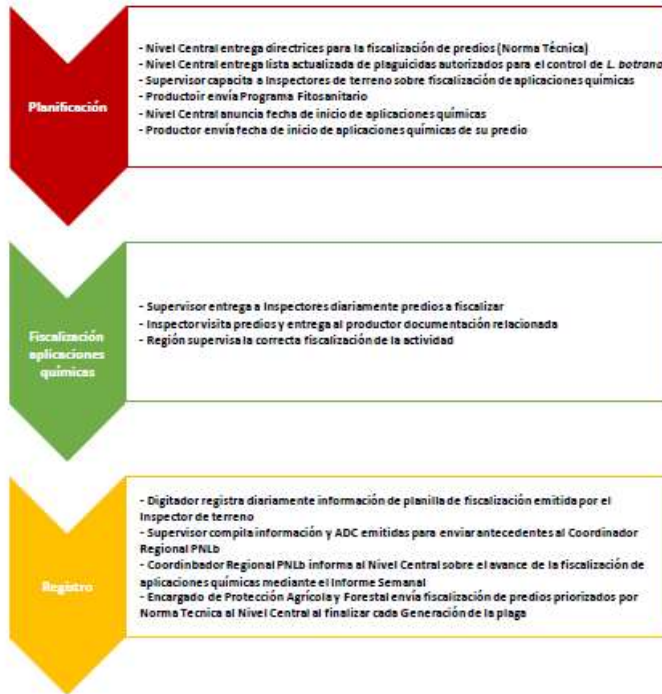 Planificación
- Nivel Central entrega directrices para la fiscalización de predios (Norma Técnica)
- Nivel Central entrega lista actualizada de plaguicidas autorizados para el control de L. botrana
- Supervisor capacita a Inspectores de terreno sobre fiscalización de aplicaciones químicas
- Productoir envía Programa Fitosanitario
- Nivel Central anuncia fecha de inicio de aplicaciones químicas
- Productor envía fecha de inicio de aplicaciones químicas de su predio
Fiscalización
aplicaciones
químicas
- Supervisor entrega a Inspectores diariamente predios a fiscalizar
- Inspector visita predios y entrega al productor documentación relacionada
- Región supervisa la correcta fiscalización de la actividad
Registro
- Digitador registra diariamente información de planilla de fiscalización emitida por el
Inspector de terreno
- Supervisor compila información y ADC emitidas para enviar antecedentes al Coordinador
Regional PNLb
- Coordinbador Regional PNLb informa al Nivel Central sobre el avance de la fiscalización de
aplicaciones químicas mediante el Informe Semanal
- Encargado de Protección Agrícola y Forestal envía fiscalización de predios priorizados por
Norma Tecnica al Nivel Central al finalizar cada Generación de la plaga